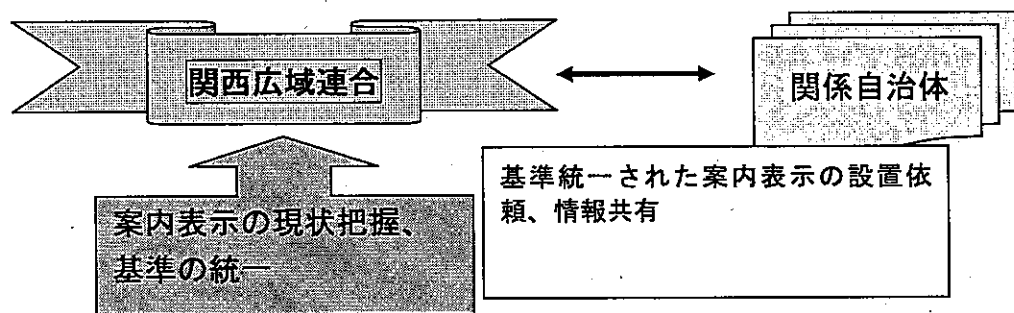 関西広域連合
関係自治体
基準統一された案内表示の設置依
頼、情報共有
案内表示の現状把握、
基準の統一